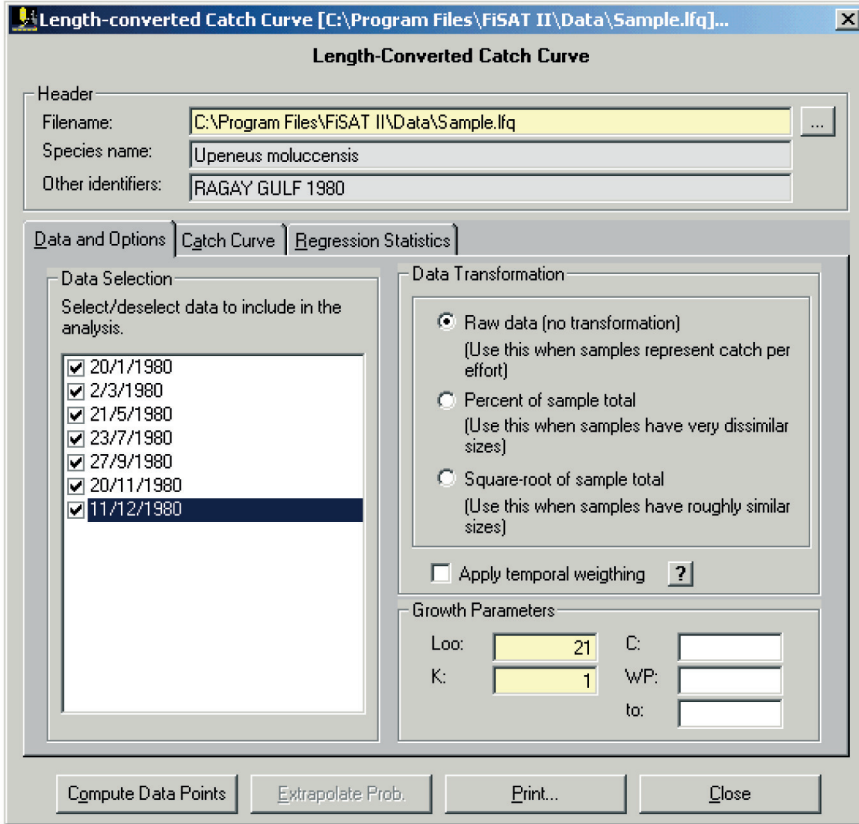 Length-converted Catch Curve [C:\Program Files\FiSAT II\Data\Sample.lfq]...
Length-Converted Catch Curve
Header
Filename: C:\Program Files\FiSAT II\Data\Sample.lfq ...
Species name: Upeneus moluccensis
Other identifiers: RAGAY GULF 1980
Data and Options Catch Curve Regression Statistics
Data Selection
Select/deselect data to include in the
analysis.
20/1/1980
2/3/1980
21/5/1980
23/7/1980
27/9/1980
20/11/1980
11/12/1980
Data Transformation
Raw data (no transformation)
(Use this when samples represent catch per
effort)
Percent of sample total
(Use this when samples have very dissimilar
sizes)
Square-root of sample total
(Use this when samples have roughly similar
sizes)
Apply temporal weigthing ?
Growth Parameters
Loo: 21 C:
K: 1 WP:
to:
Compute Data Points Extrapolate Prob. Print... Close